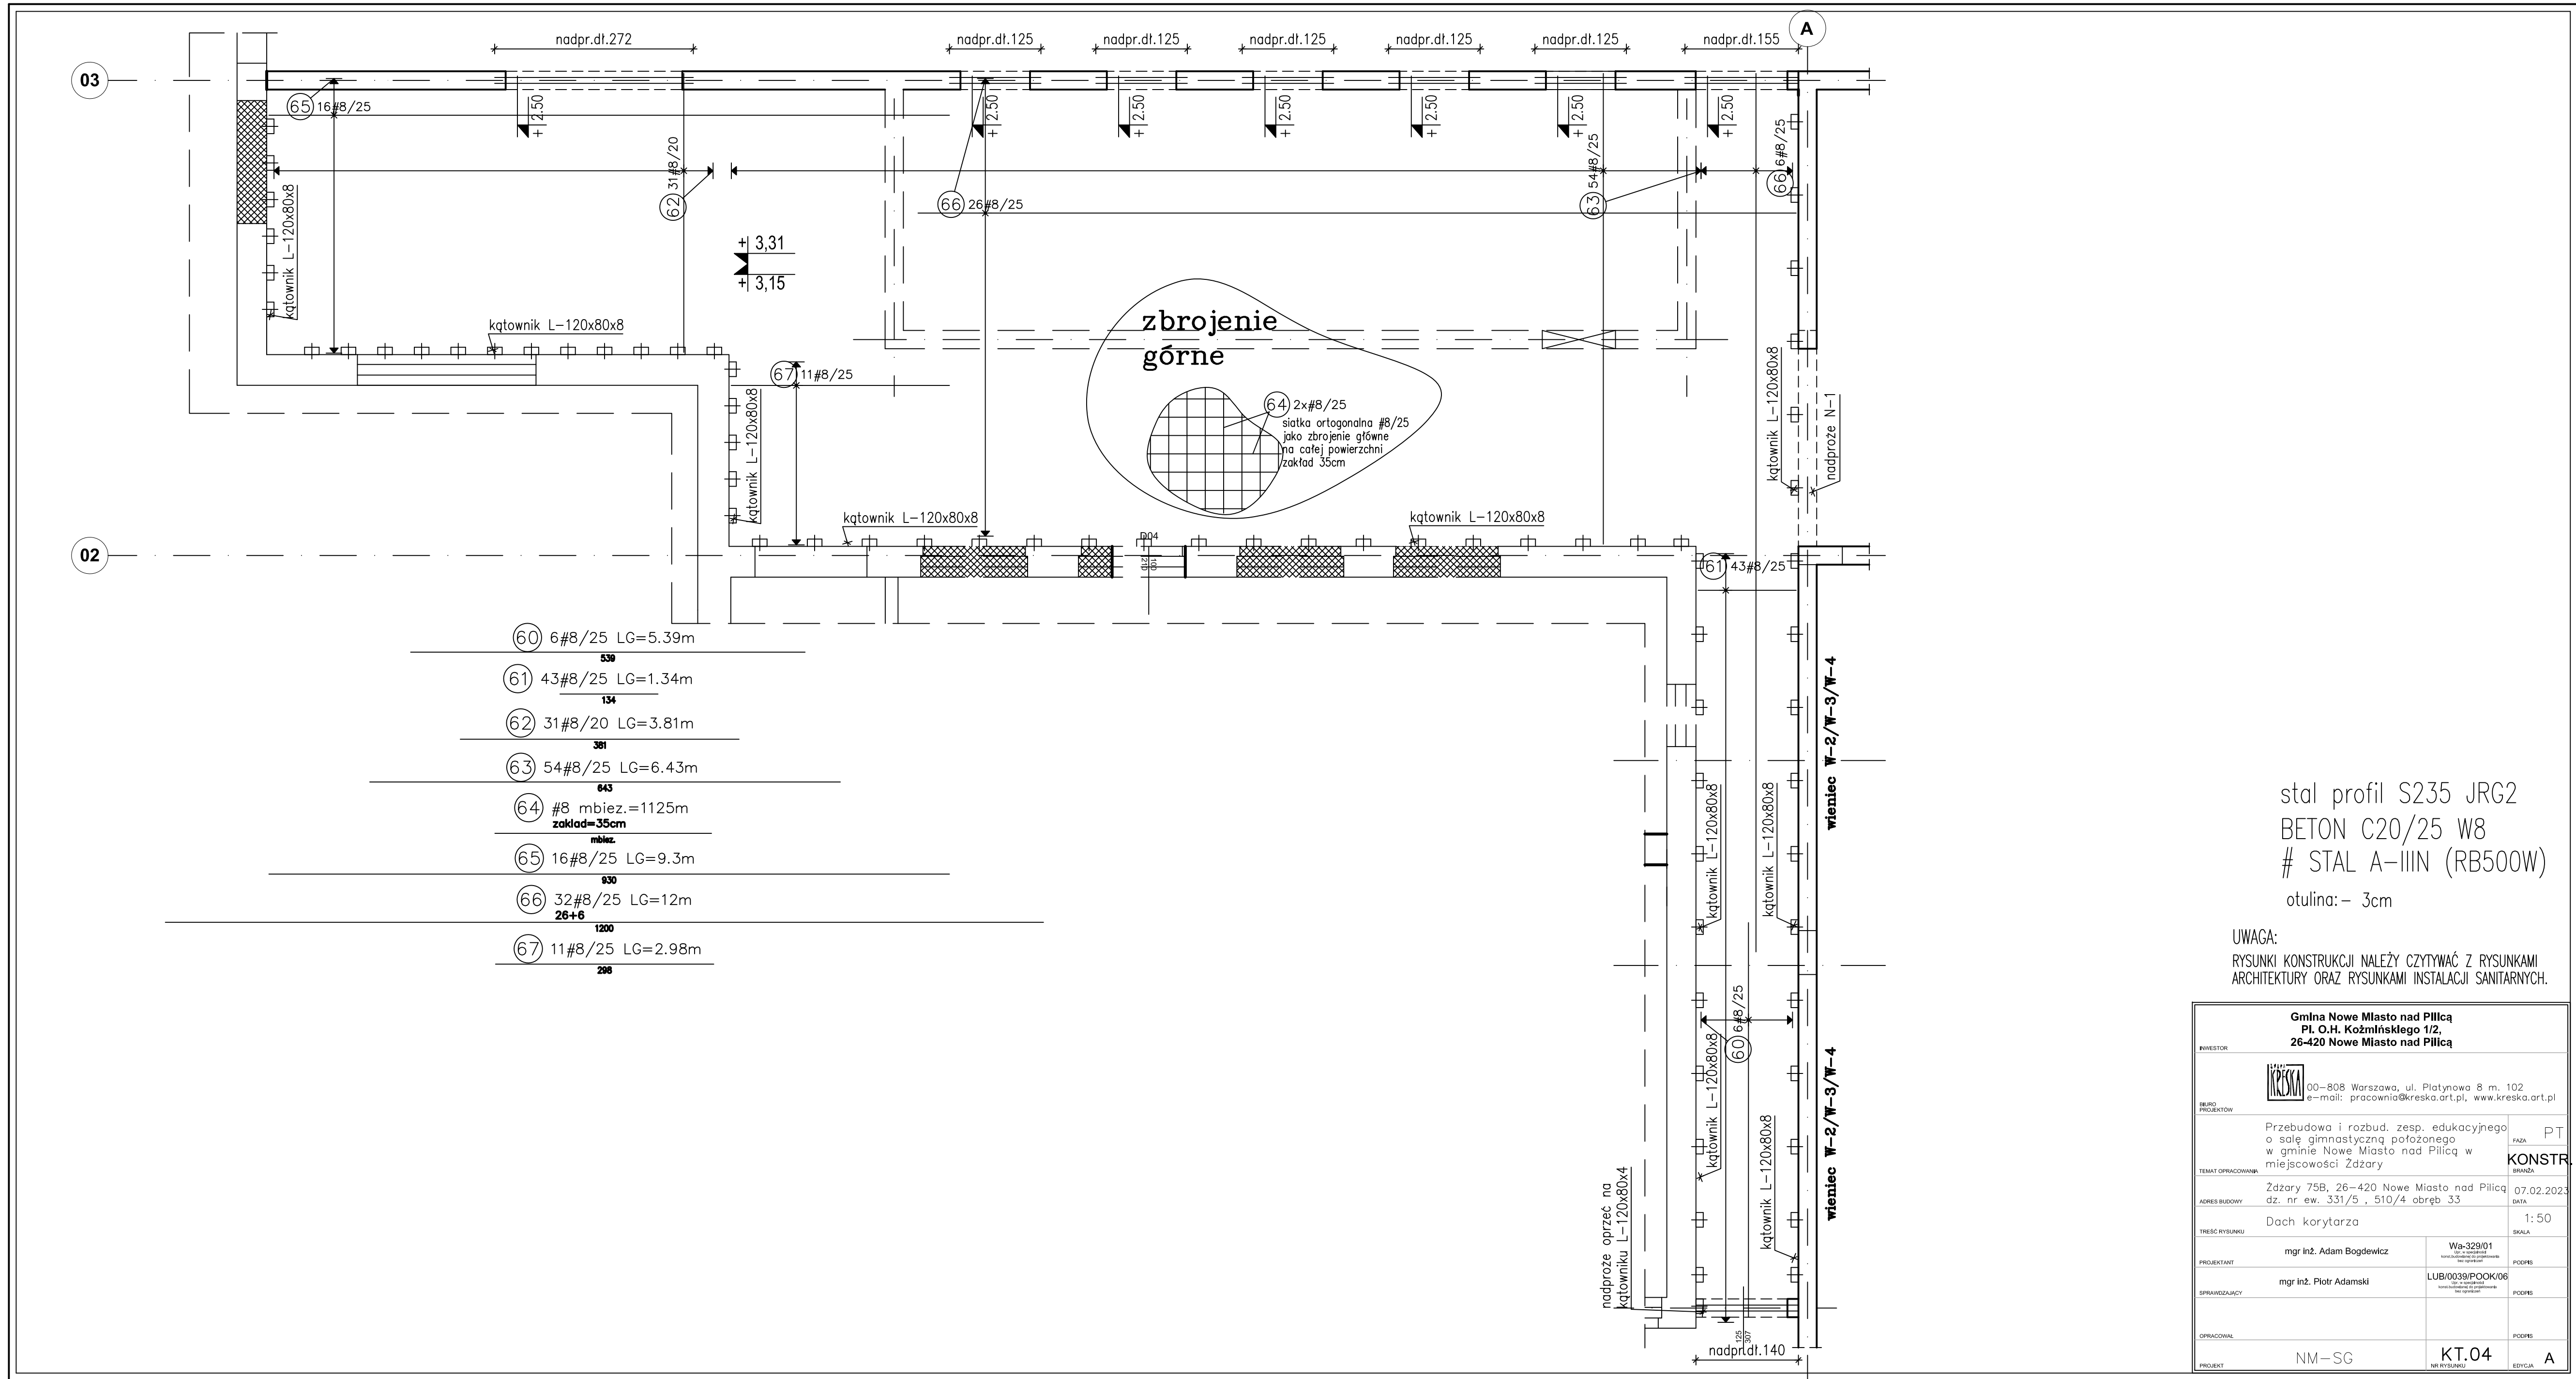 A
nadpr.dł.272
nadpr.dł.125
nadpr.dł.125
nadpr.dł.125
nadpr.dł.125
nadpr.dł.125
nadpr.dł.155
03
65 16#8/25
+ 2.50
+ 2.50
+ 2.50
+ 2.50
+ 2.50
+ 2.50
+ 2.50
62 31#8/20
66 26#8/25
63 54#8/25
66 6#8/25
kątownik L-120x80x8
+ 3,31
+ 3,15
kątownik L-120x80x8
zbrojenie
górne
67 11#8/25
kątownik L-120x80x8
64 2x#8/25
siatka ortogonalna #8/25
jako zbrojenie główne
na całej powierzchni
zakład 35cm
kątownik L-120x80x8
nadproże N-1
kątownik L-120x80x8
kątownik L-120x80x8
02
D04
100
210
61 43#8/25
60 6#8/25 LG=5.39m
539
61 43#8/25 LG=1.34m
134
62 31#8/20 LG=3.81m
381
63 54#8/25 LG=6.43m
643
64 #8 mbiez.=1125m
zaklad=35cm
mbiez.
65 16#8/25 LG=9.3m
930
66 32#8/25 LG=12m
26+6
1200
67 11#8/25 LG=2.98m
298
wieniec W-2/W-3/W-4
kątownik L-120x80x8
kątownik L-120x80x8
60 6#8/25
kątownik L-120x80x8
kątownik L-120x80x8
wieniec W-2/W-3/W-4
nadproże oprzeć na
kątowniku L-120x80x4
125
307
nadpr.dł.140
stal profil S235 JRG2
BETON C20/25 W8
# STAL A-IIIN (RB500W)
otulina:- 3cm
UWAGA:
RYSUNKI KONSTRUKCJI NALEŻY CZYTYWAĆ Z RYSUNKAMI
ARCHITEKTURY ORAZ RYSUNKAMI INSTALACJI SANITARNYCH.
Gmina Nowe Miasto nad Pilicą
Pl. O.H. Koźmińskiego 1/2,
26-420 Nowe Miasto nad Pilicą
INWESTOR
KRESKA
00-808 Warszawa, ul. Platynowa 8 m. 102
e-mail: pracownia@kreska.art.pl, www.kreska.art.pl
BIURO
PROJEKTÓW
Przebudowa i rozbud. zesp. edukacyjnego
o salę gimnastyczną położonego
w gminie Nowe Miasto nad Pilicą w
miejscowości Żdżary
TEMAT OPRACOWANIA
FAZA PT
KONSTR.
BRANŻA
Żdżary 75B, 26-420 Nowe Miasto nad Pilicą
dz. nr ew. 331/5 , 510/4 obręb 33
ADRES BUDOWY
07.02.2023
DATA
Dach korytarza
TREŚĆ RYSUNKU
1:50
SKALA
mgr inż. Adam Bogdewicz
Wa-329/01
PROJEKTANT
PODPIS
mgr inż. Piotr Adamski
LUB/0039/POOK/06
SPRAWDZAJĄCY
PODPIS
OPRACOWAŁ
PODPIS
PROJEKT
NM-SG
KT.04
NR RYSUNKU
EDYCJA A